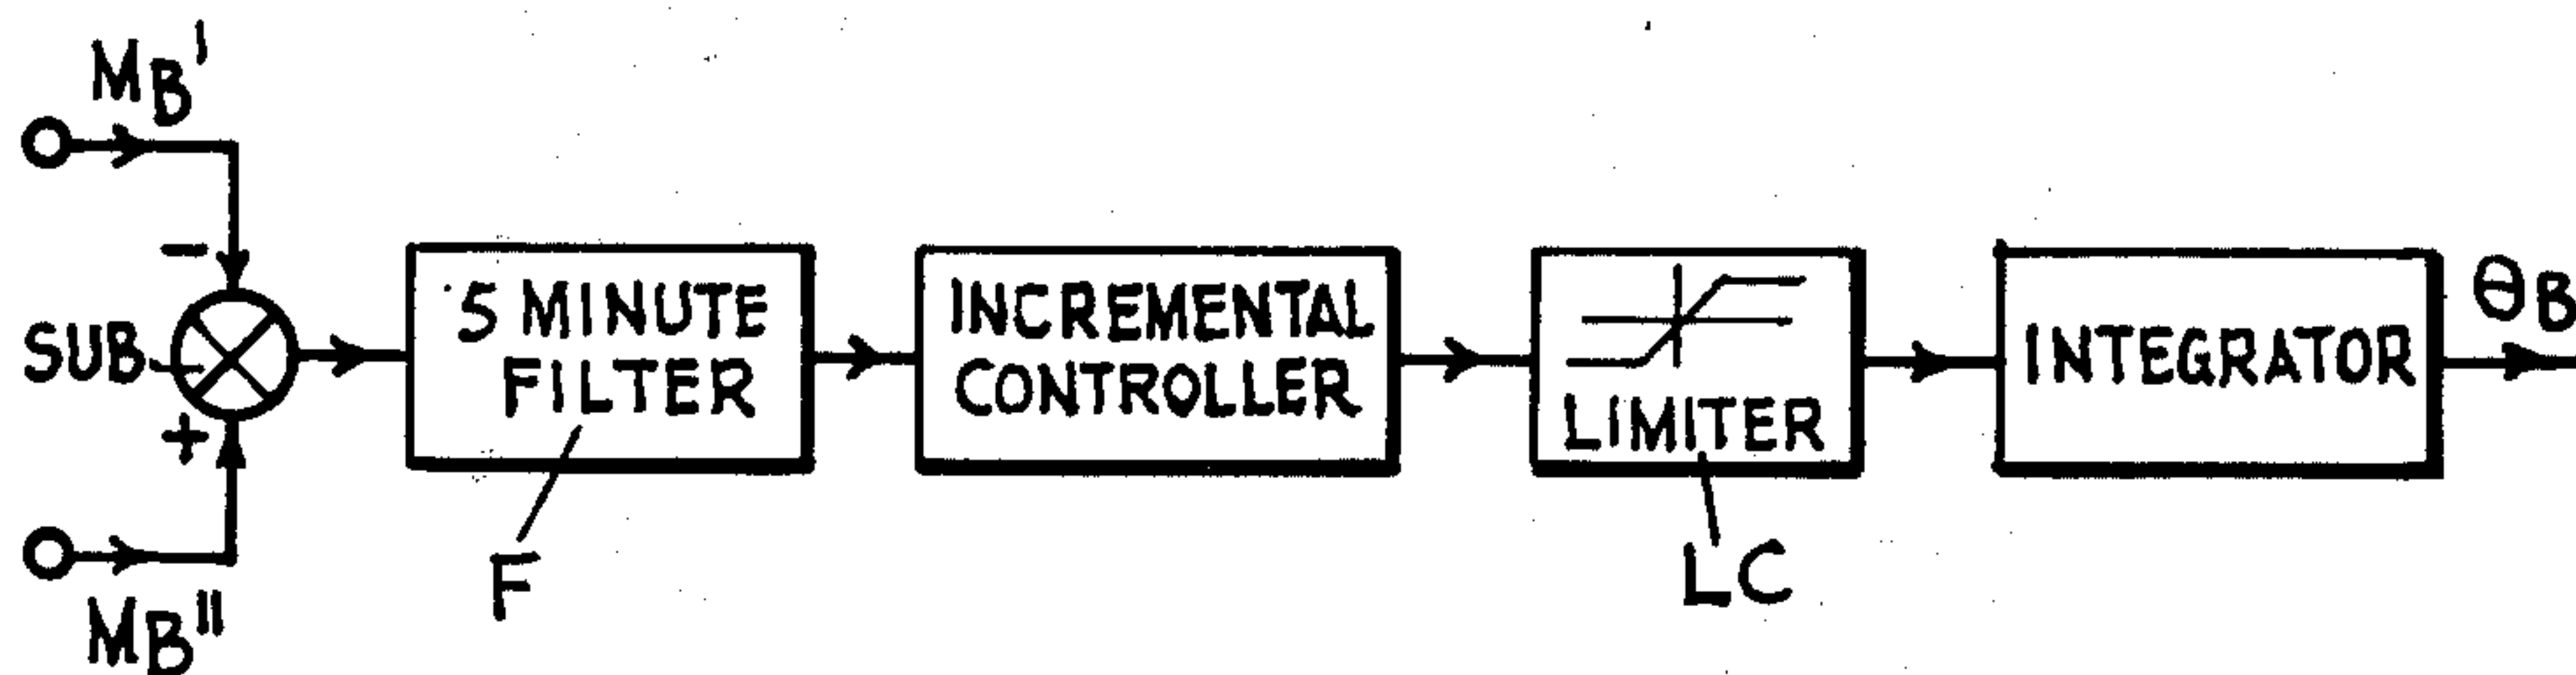 MB'
−
SUB
+
MB"
5 MINUTE
FILTER
F
INCREMENTAL
CONTROLLER
LIMITER
LC
INTEGRATOR
ΘB